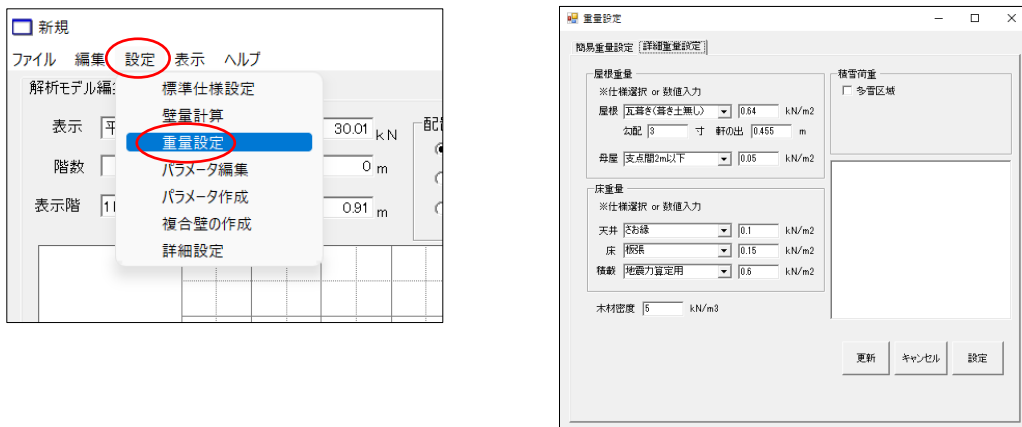 新規
ファイル 編集 設定 表示 ヘルプ
解析モデル編
標準仕様設定
壁量計算
重量設定
パラメータ編集
パラメータ作成
複合壁の作成
詳細設定
表示 平 30.01 kN
階数 0 m
表示階 0.91 m
重量設定
簡易重量設定 詳細重量設定
屋根重量
※仕様選択 or 数値入力
屋根 瓦葺き(葺き土無し) 0.64 kN/m2
勾配 3 寸 軒の出 0.455 m
母屋 支点間2m以下 0.05 kN/m2
床重量
※仕様選択 or 数値入力
天井 さお縁 0.1 kN/m2
床 板張 0.15 kN/m2
積載 地震力算定用 0.6 kN/m2
木材密度 5 kN/m3
積雪荷重
多雪区域
更新 キャンセル 設定